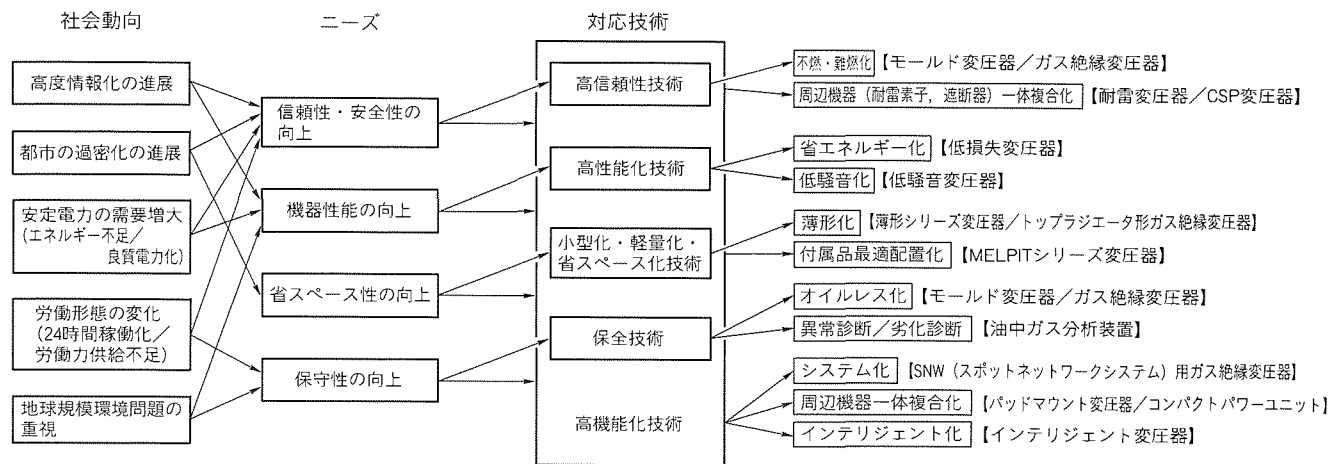 社会動向
ニーズ
対応技術
高度情報化の進展
都市の過密化の進展
安定電力の需要増大
(エネルギー不足／
良質電力化)
労働形態の変化
(24時間稼働化／
労働力供給不足)
地球規模環境問題の
重視
信頼性・安全性の
向上
機器性能の向上
省スペース性の向上
保守性の向上
高信頼性技術
高性能化技術
小型化・軽量化・
省スペース化技術
保全技術
高機能化技術
不燃・難燃化【モールド変圧器／ガス絶縁変圧器】
周辺機器（耐雷素子，遮断器）一体複合化【耐雷変圧器／CSP変圧器】
省エネルギー化【低損失変圧器】
低騒音化【低騒音変圧器】
薄形化【薄形シリーズ変圧器／トップラジエータ形ガス絶縁変圧器】
付属品最適配置化【MELPITシリーズ変圧器】
オイルレス化【モールド変圧器／ガス絶縁変圧器】
異常診断／劣化診断【油中ガス分析装置】
システム化【SNW（スポットネットワークシステム）用ガス絶縁変圧器】
周辺機器一体複合化【パッドマウント変圧器／コンパクトパワーユニット】
インテリジェント化【インテリジェント変圧器】